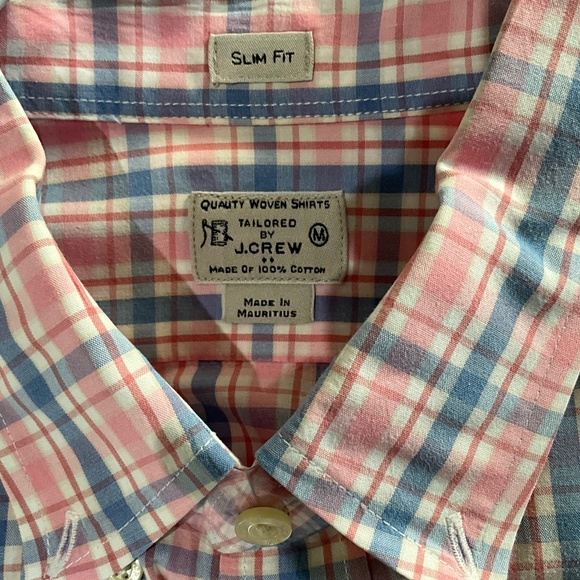 SLIM FIT
QUALITY WOVEN SHIRTS
TAILORED
BY
J.CREW
M
MADE OF 100% COTTON
MADE IN
MAURITIUS